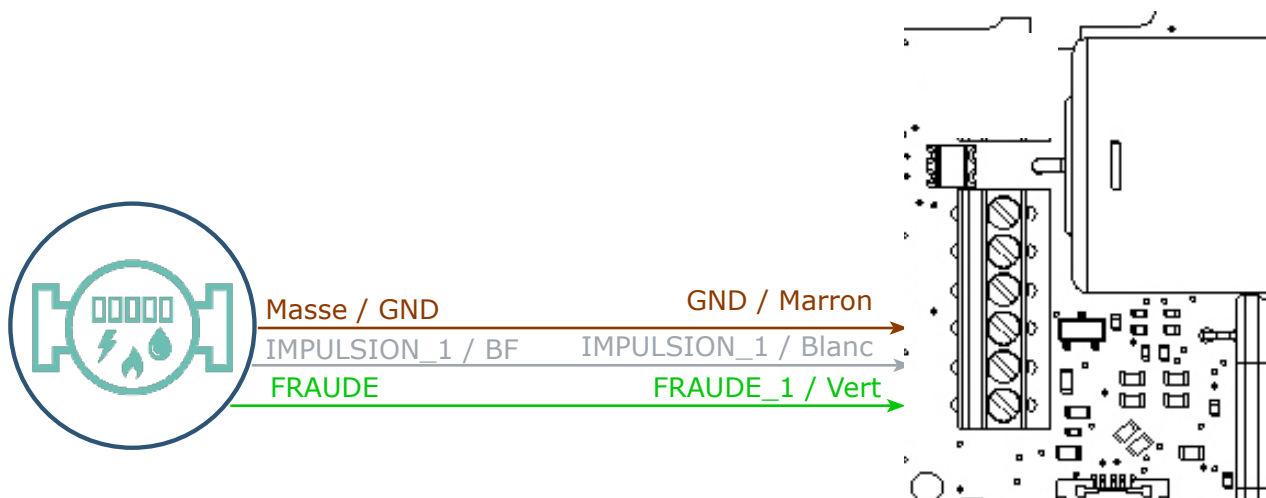 Masse / GND
GND / Marron
IMPULSION_1 / BF
IMPULSION_1 / Blanc
FRAUDE
FRAUDE_1 / Vert